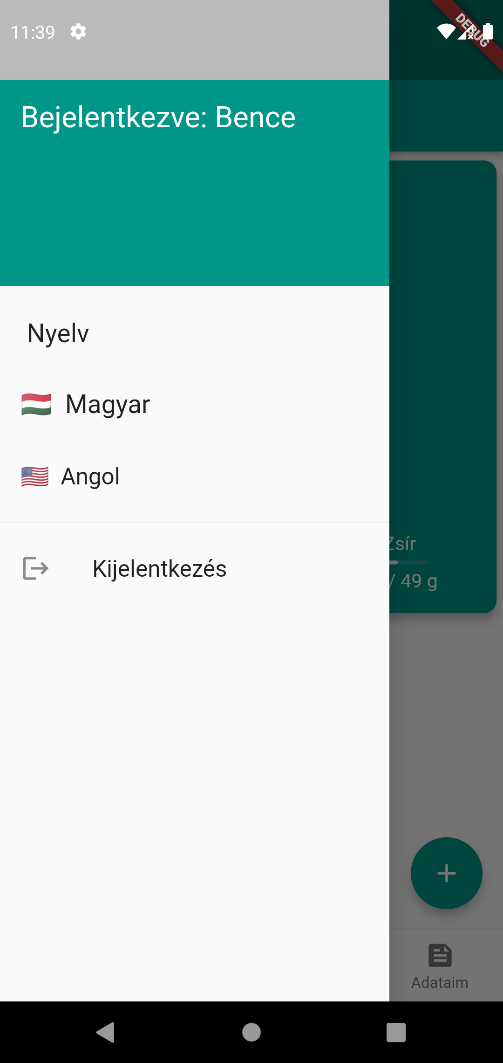 11:39
DEBUG
Bejelentkezve: Bence
Nyelv
Magyar
Angol
Kijelentkezés
Zsír
/ 49 g
Adataim